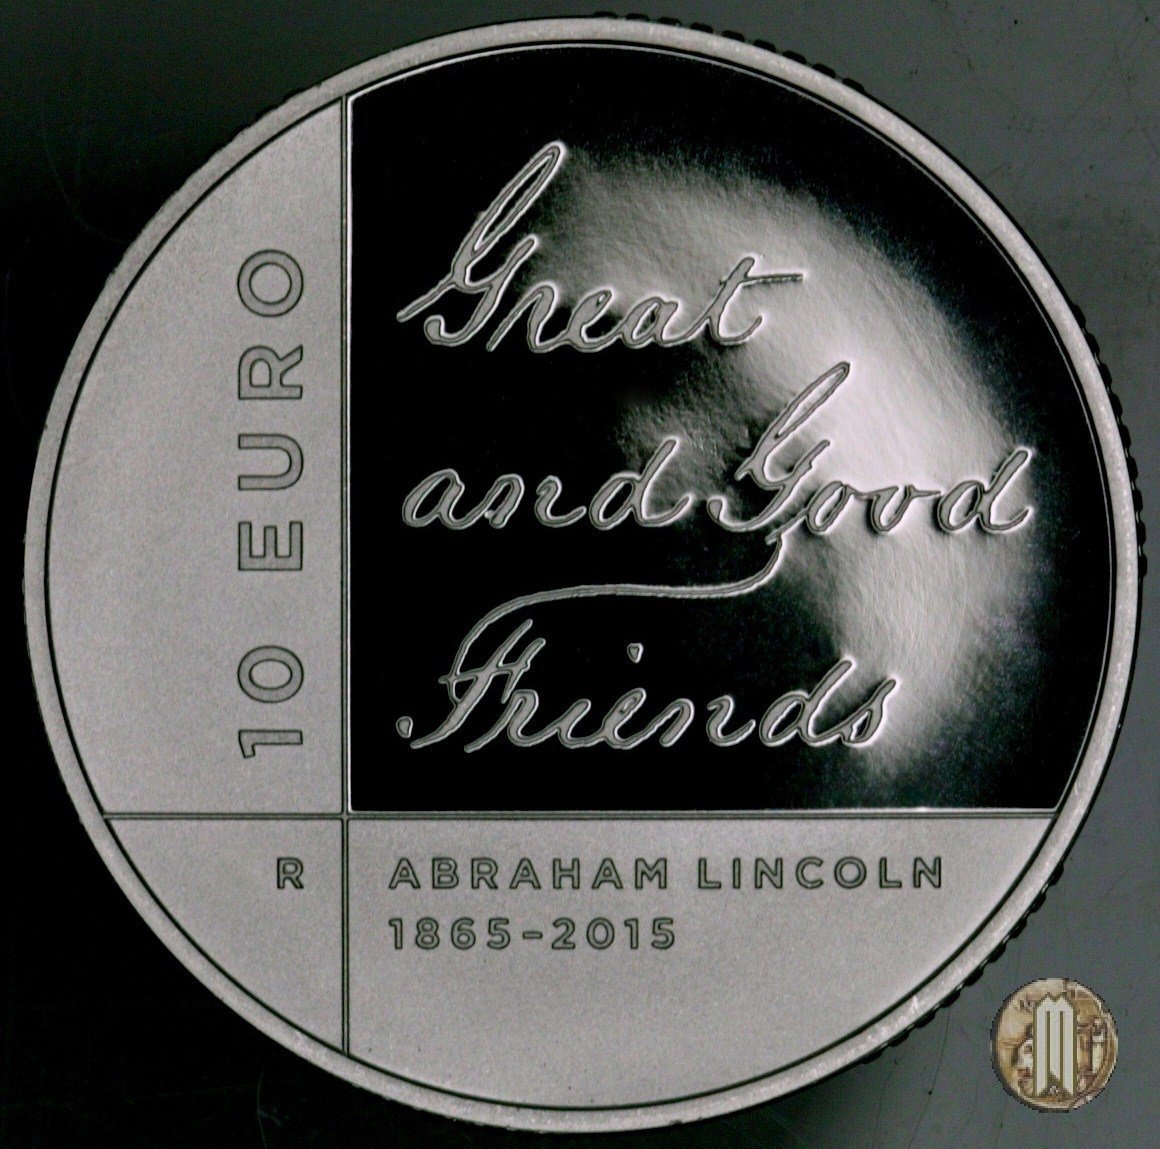 Great
and Good
Friends
10 EURO
R
ABRAHAM LINCOLN
1865-2015
M